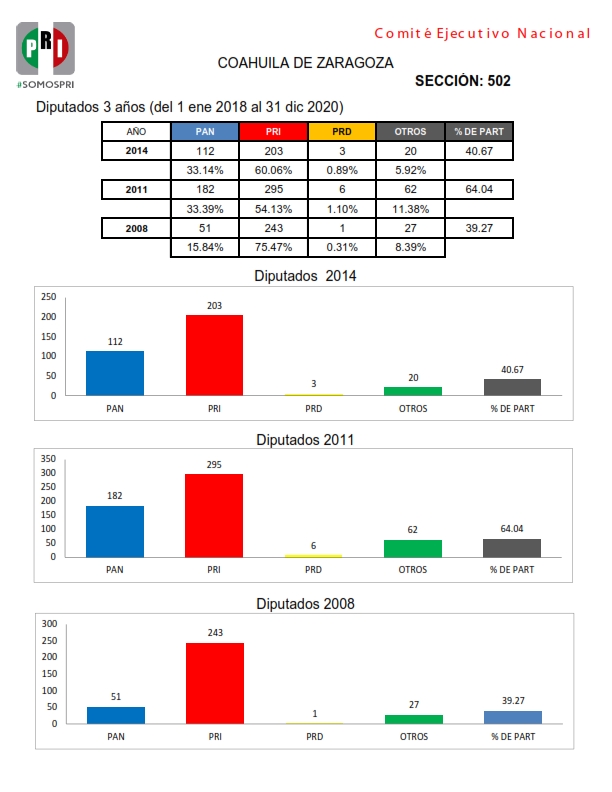 Comité Ejecutivo Nacional
PRI
#SOMOSPRI
COAHUILA DE ZARAGOZA
SECCIÓN: 502
Diputados 3 años (del 1 ene 2018 al 31 dic 2020)
AÑO PAN PRI PRD OTROS % DE PART
2014 112 203 3 20 40.67
33.14% 60.06% 0.89% 5.92%
2011 182 295 6 62 64.04
33.39% 54.13% 1.10% 11.38%
2008 51 243 1 27 39.27
15.84% 75.47% 0.31% 8.39%
Diputados  2014
250
200
150
100
50
0
112
203
3
20
40.67
PAN PRI PRD OTROS % DE PART
Diputados 2011
350
300
250
200
150
100
50
0
182
295
6
62
64.04
PAN PRI PRD OTROS % DE PART
Diputados 2008
300
250
200
150
100
50
0
51
243
1
27
39.27
PAN PRI PRD OTROS % DE PART